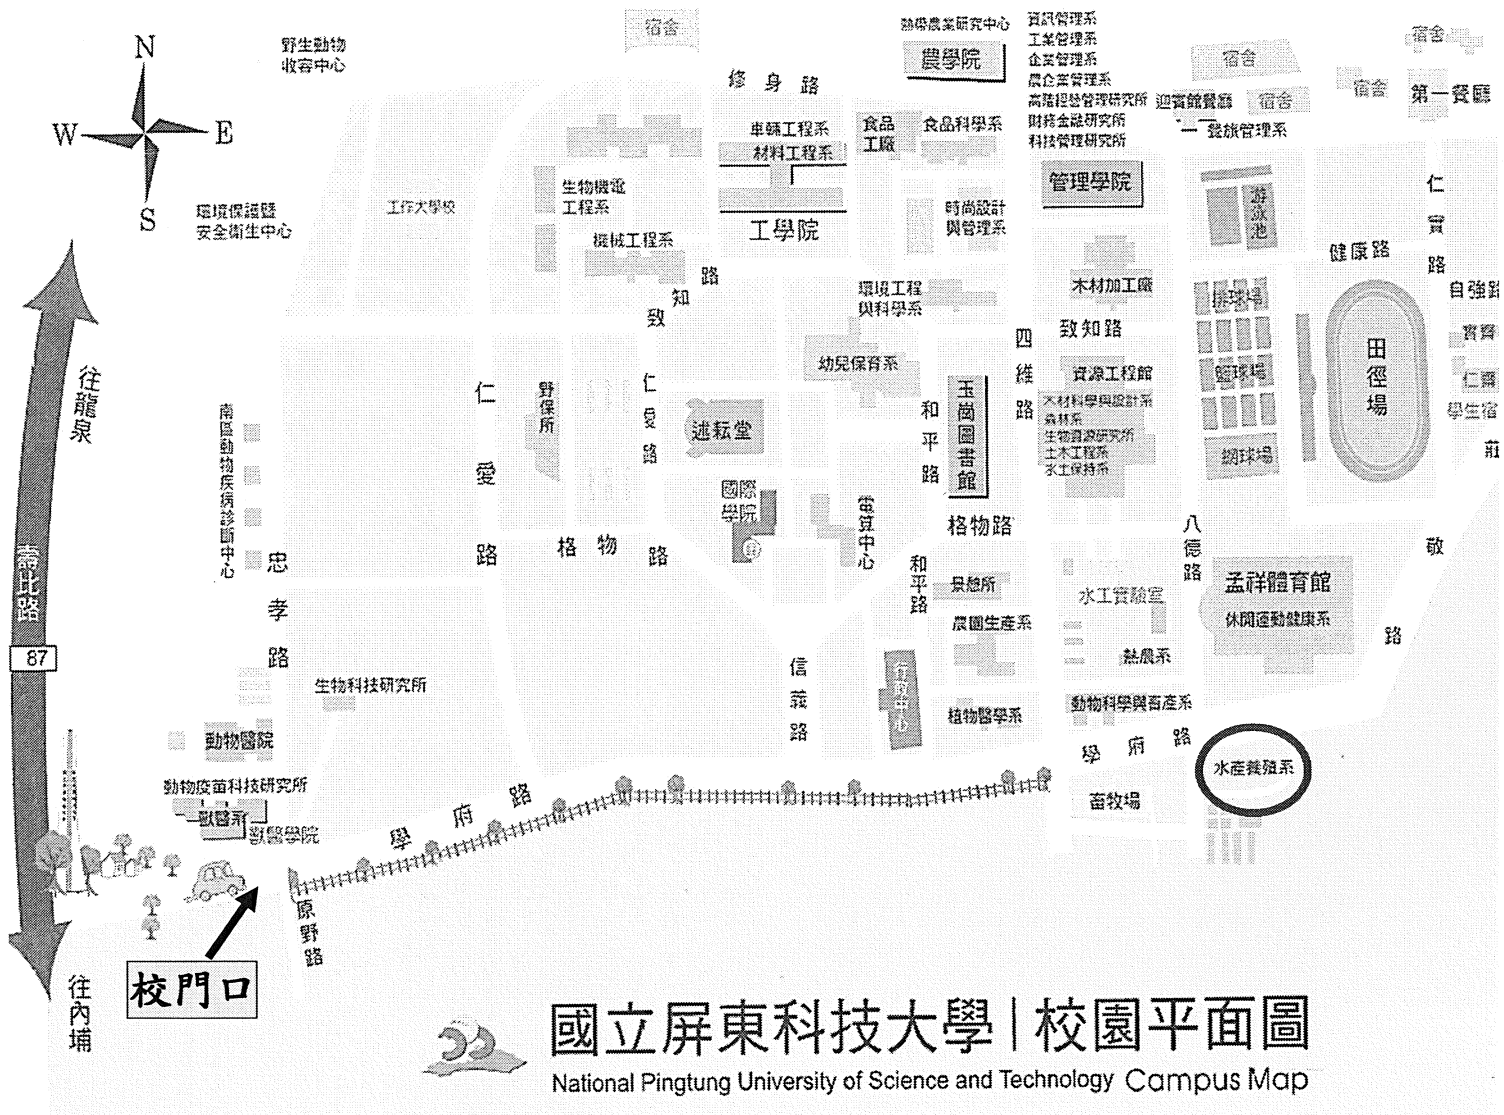 N
W
E
S
野生動物
收容中心
宿舍
熱帶農業研究中心
農學院
資訊管理系
工業管理系
企業管理系
農企業管理系
高階經營管理研究所
財務金融研究所
科技管理研究所
宿舍
宿舍
迎賓館餐廳
宿舍
宿舍
第一餐廳
餐旅管理系
修身路
車輛工程系
材料工程系
工學院
食品
工廠
食品科學系
管理學院
生物機電
工程系
機械工程系
時尚設計
與管理系
游泳池
仁實路
健康路
環境保護暨
安全衛生中心
工作犬學校
致知路
環境工程
與科學系
木材加工廠
排球場
自強路
四維路
致知路
田徑場
實齋
仁齋
學生宿
莊敬路
往龍泉
幼兒保育系
資源工程館
籃球場
南區動物疾病診斷中心
仁愛路
野保所
仁愛路
述耘堂
和平路
玉崗圖書館
木材科學與設計系
森林系
生物資源研究所
土木工程系
水土保持系
網球場
國際
學院
電算中心
格物路
格物路
八德路
壽比路
87
忠孝路
和平路
景憩所
農園生產系
水工實驗室
熱農系
孟祥體育館
休閒運動健康系
生物科技研究所
信義路
行政中心
植物醫學系
動物科學與畜產系
學府路
水產養殖系
畜牧場
動物醫院
動物疫苗科技研究所
獸醫系
獸醫學院
學府路
原野路
校門口
往內埔
國立屏東科技大學|校園平面圖
National Pingtung University of Science and Technology Campus Map